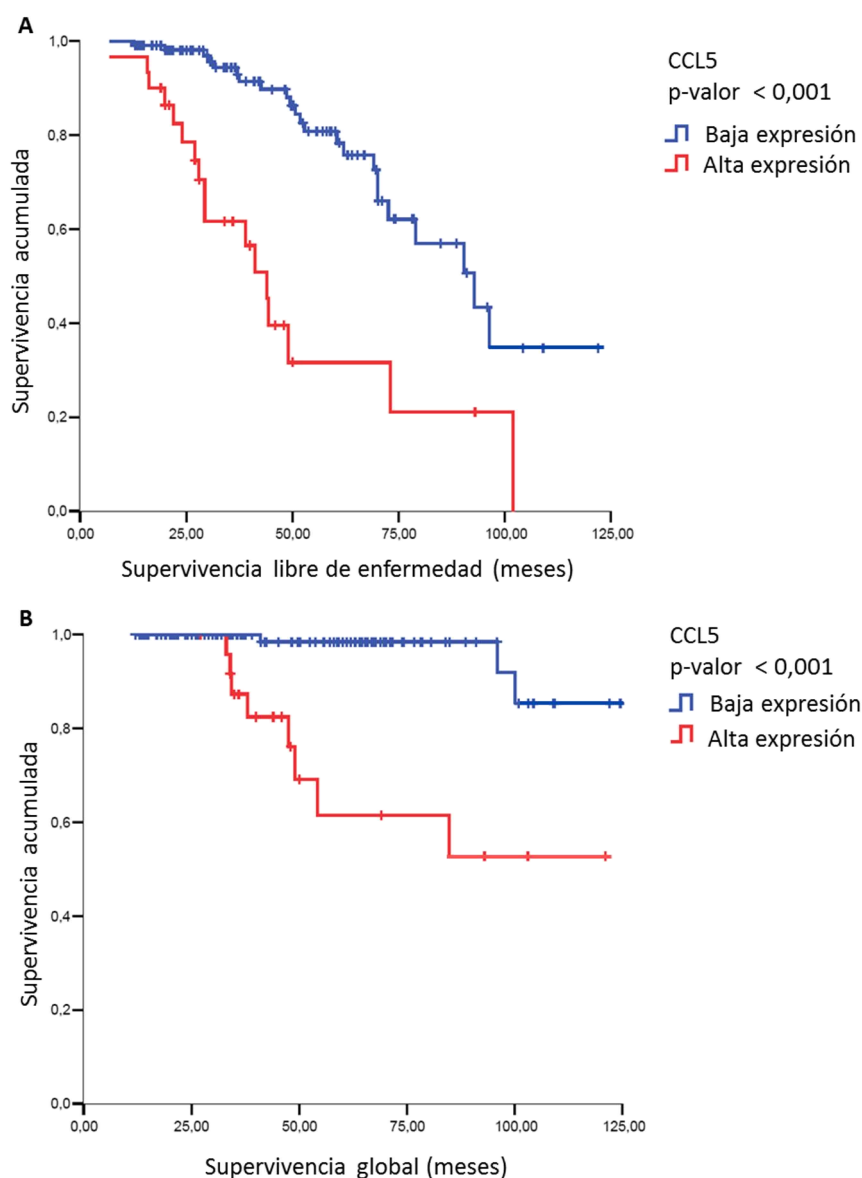 A
CCL5
p-valor < 0,001
Baja expresión
Alta expresión
Supervivencia acumulada
1,0
0,8
0,6
0,4
0,2
0,0
0,00 25,00 50,00 75,00 100,00 125,00
Supervivencia libre de enfermedad (meses)
B
CCL5
p-valor < 0,001
Baja expresión
Alta expresión
Supervivencia acumulada
1,0
0,8
0,6
0,4
0,2
0,0
0,00 25,00 50,00 75,00 100,00 125,00
Supervivencia global (meses)